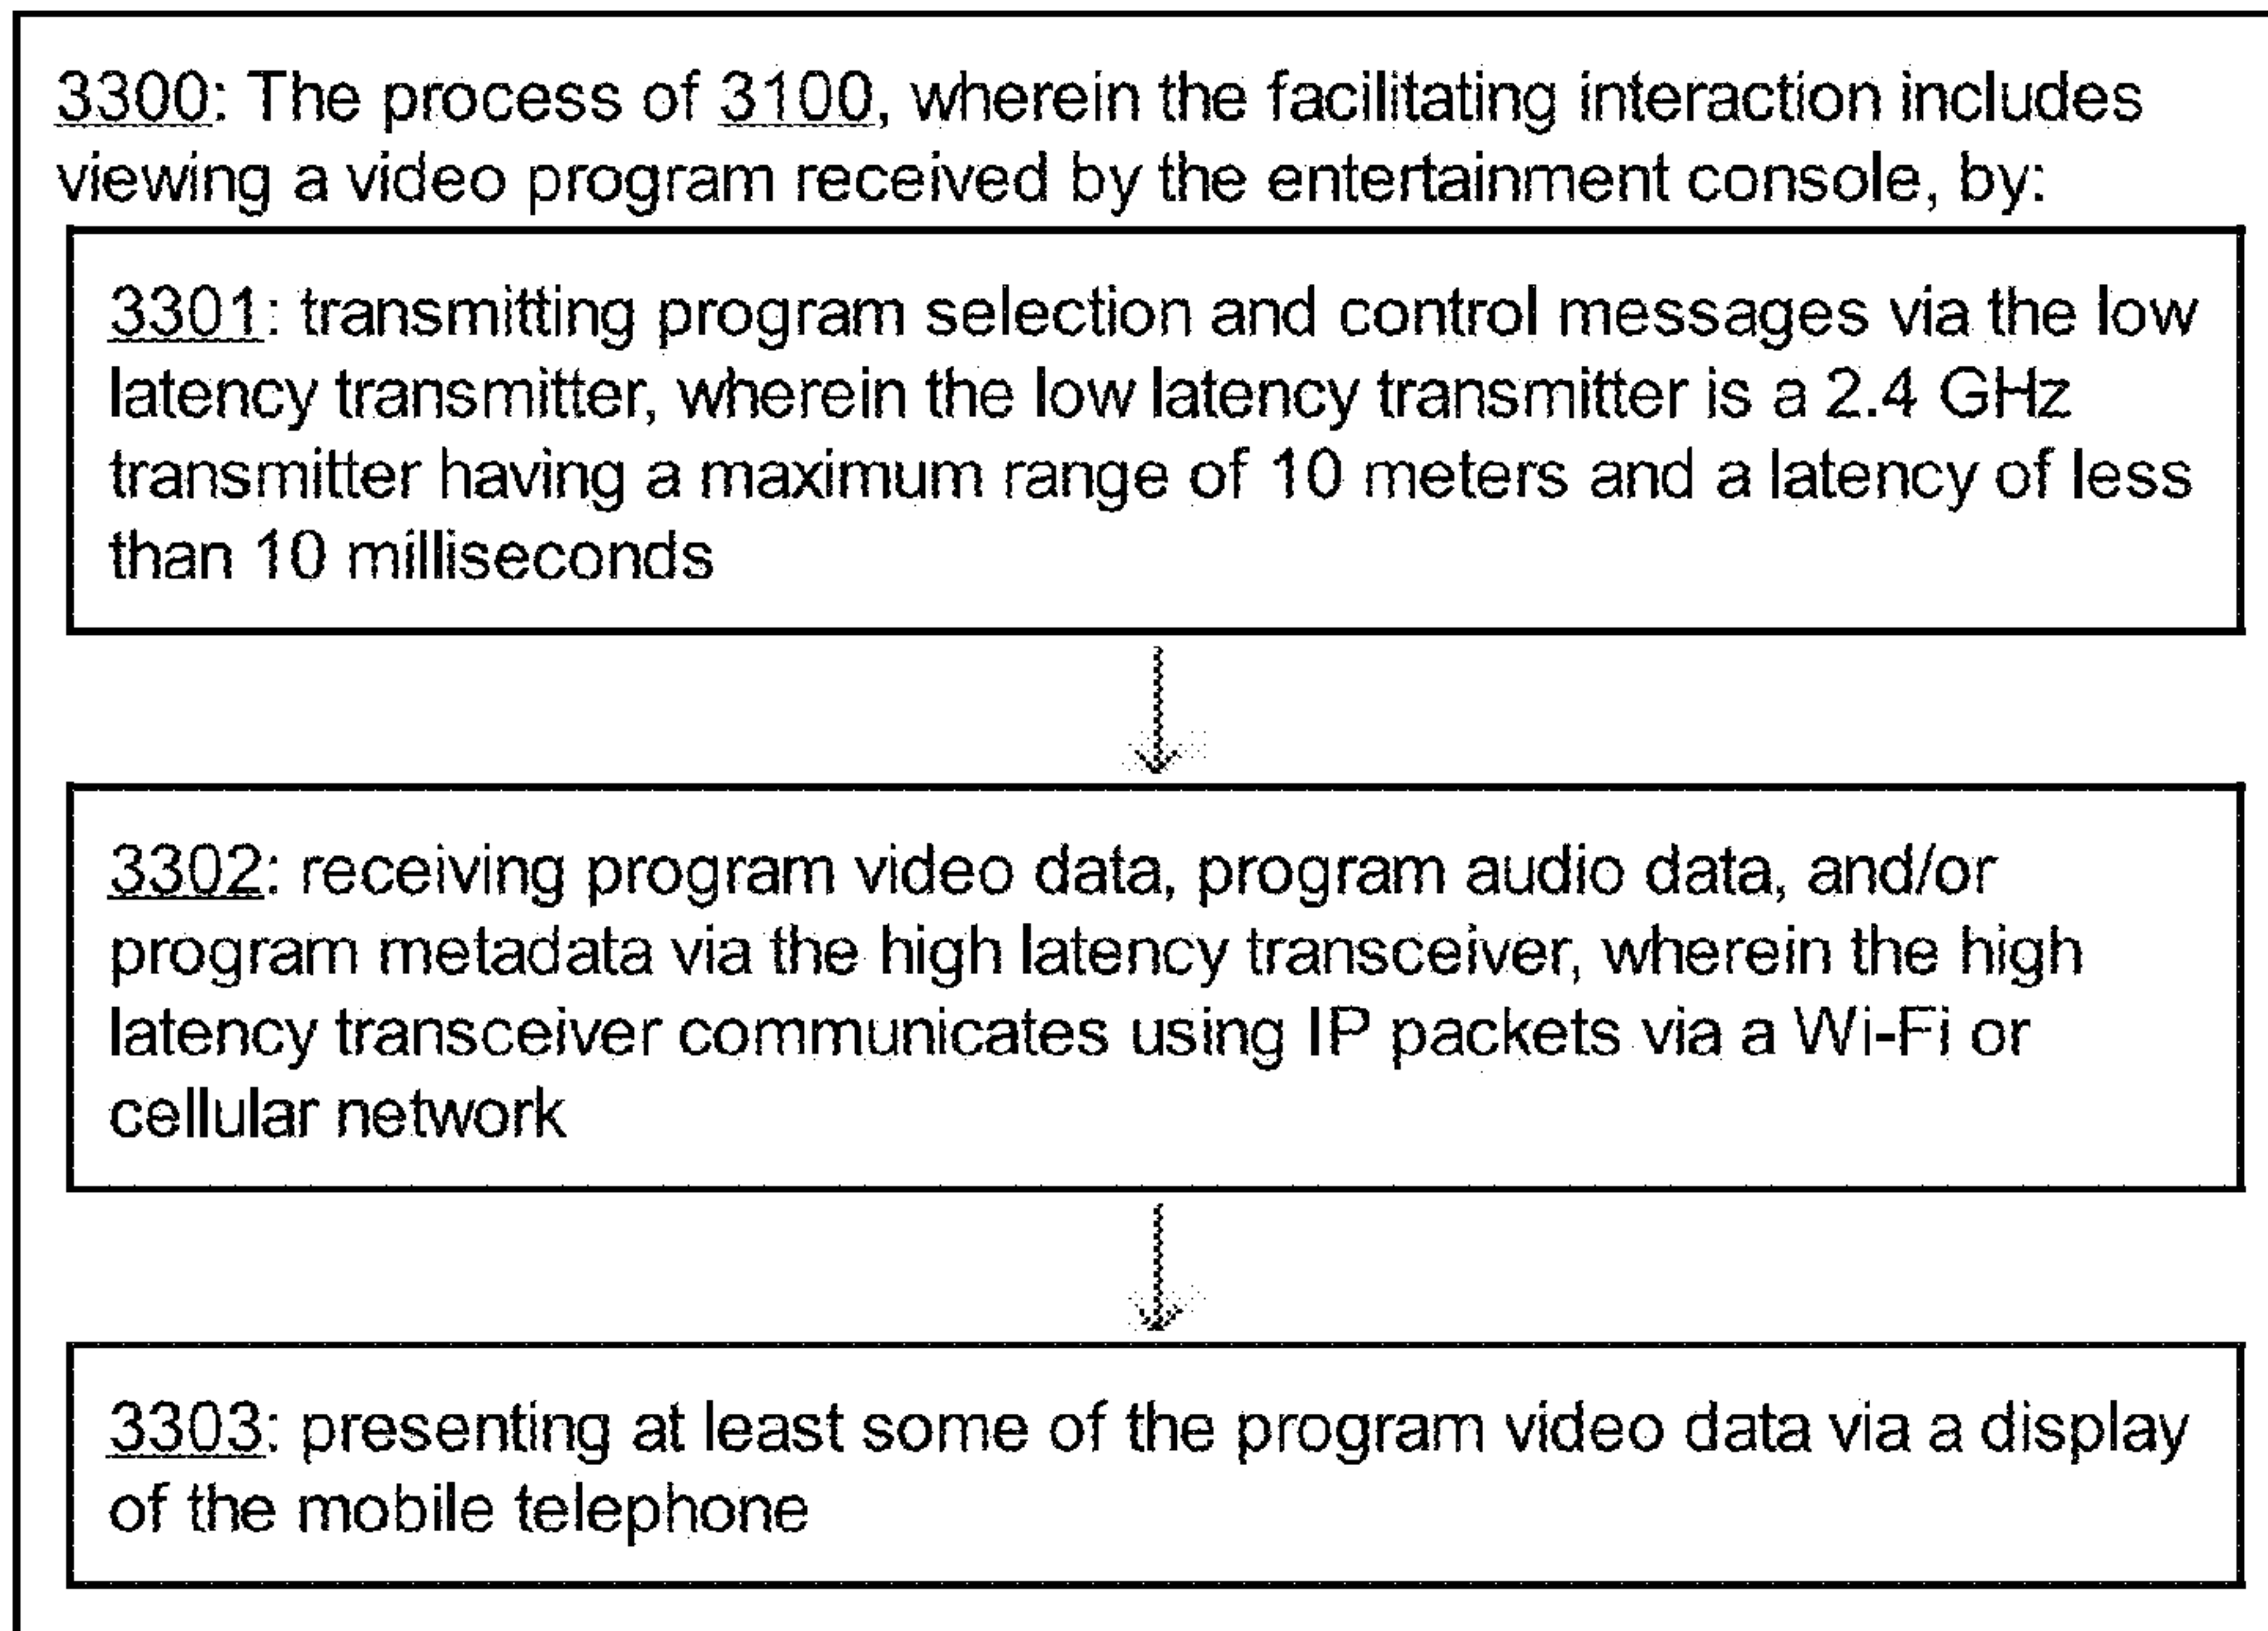 3300: The process of 3100, wherein the facilitating interaction includes
viewing a video program received by the entertainment console, by:
3301: transmitting program selection and control messages via the low
latency transmitter, wherein the low latency transmitter is a 2.4 GHz
transmitter having a maximum range of 10 meters and a latency of less
than 10 milliseconds
3302: receiving program video data, program audio data, and/or
program metadata via the high latency transceiver, wherein the high
latency transceiver communicates using IP packets via a Wi-Fi or
cellular network
3303: presenting at least some of the program video data via a display
of the mobile telephone